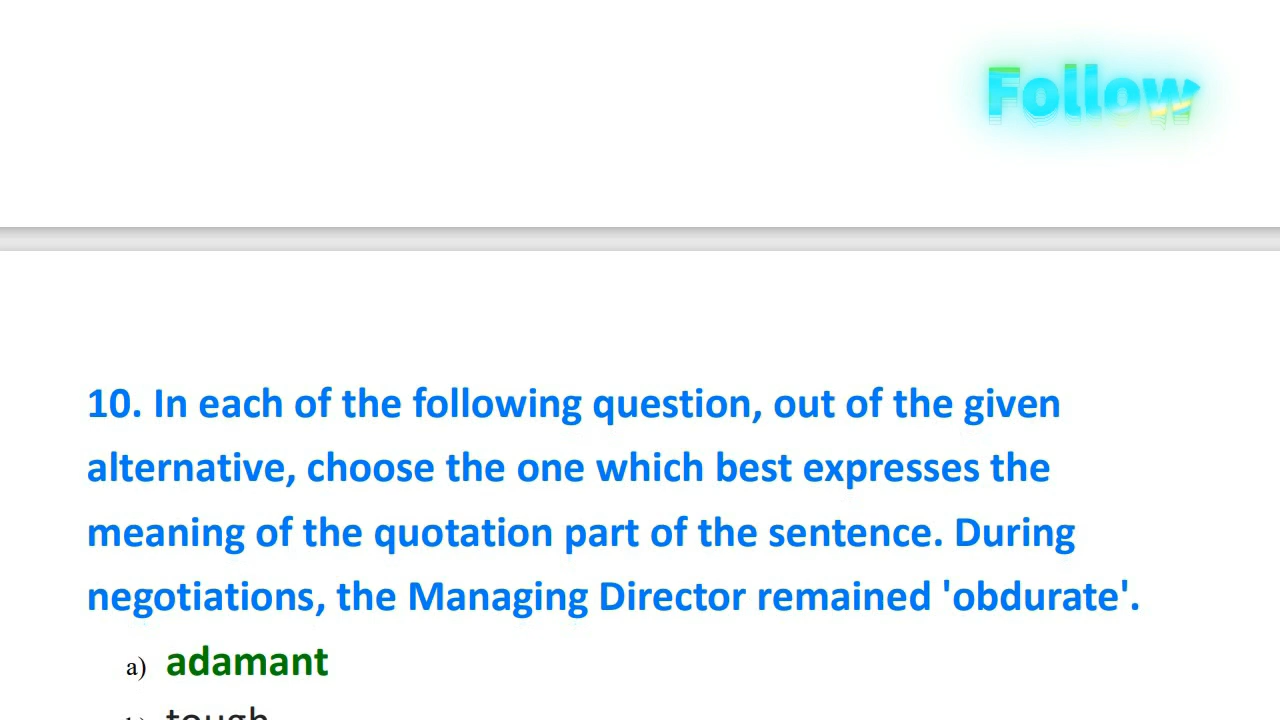 Follow
10. In each of the following question, out of the given
alternative, choose the one which best expresses the
meaning of the quotation part of the sentence. During
negotiations, the Managing Director remained 'obdurate'.
a) adamant
b) tough